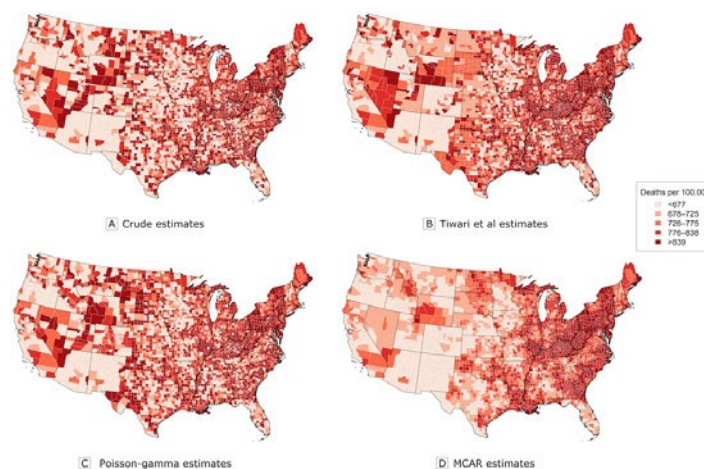 A Crude estimates
B Tiwari et al estimates
Deaths per 100,00
<677
678–725
726–775
776–838
>839
C Poisson-gamma estimates
D MCAR estimates